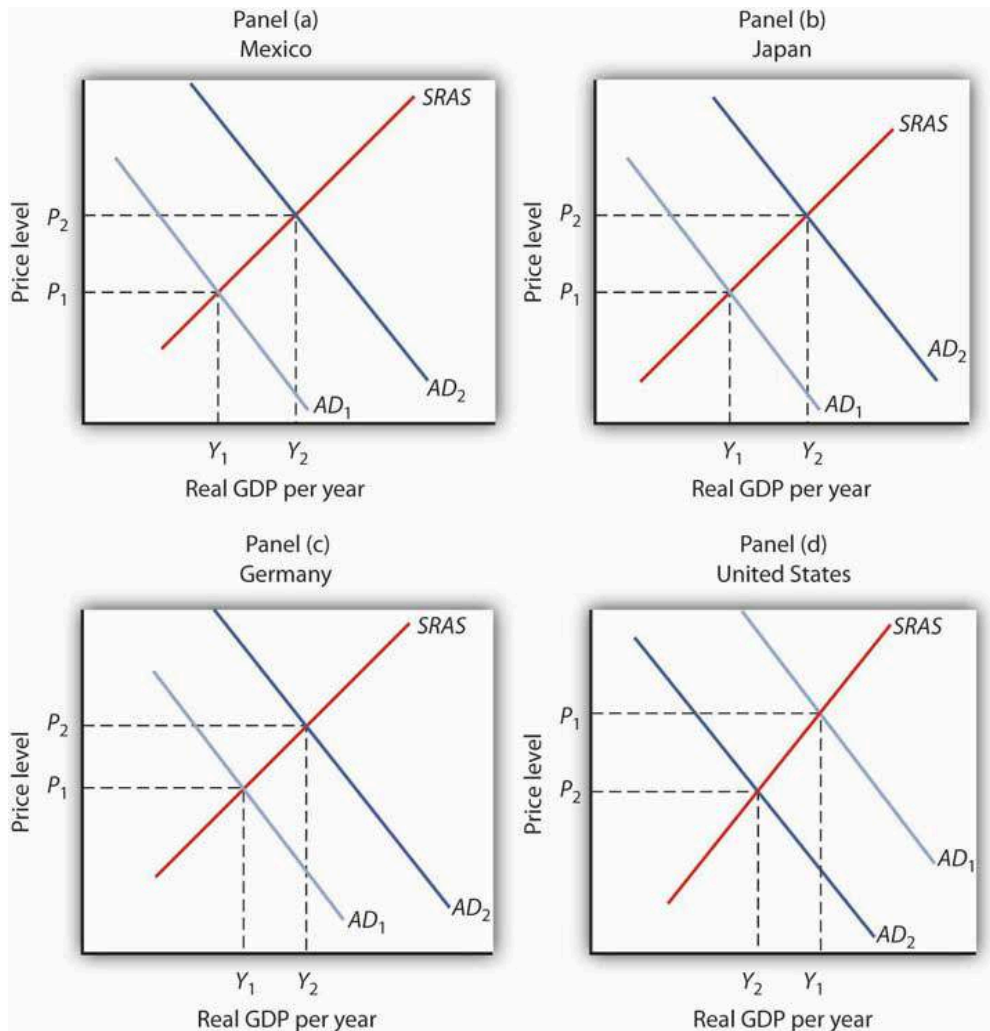 Panel (a)
Mexico
SRAS
Price level
P2
P1
AD1
AD2
Y1
Y2
Real GDP per year
Panel (b)
Japan
SRAS
Price level
P2
P1
AD2
AD1
Y1
Y2
Real GDP per year
Panel (c)
Germany
SRAS
Price level
P2
P1
AD1
AD2
Y1
Y2
Real GDP per year
Panel (d)
United States
SRAS
Price level
P1
P2
AD1
AD2
Y2
Y1
Real GDP per year